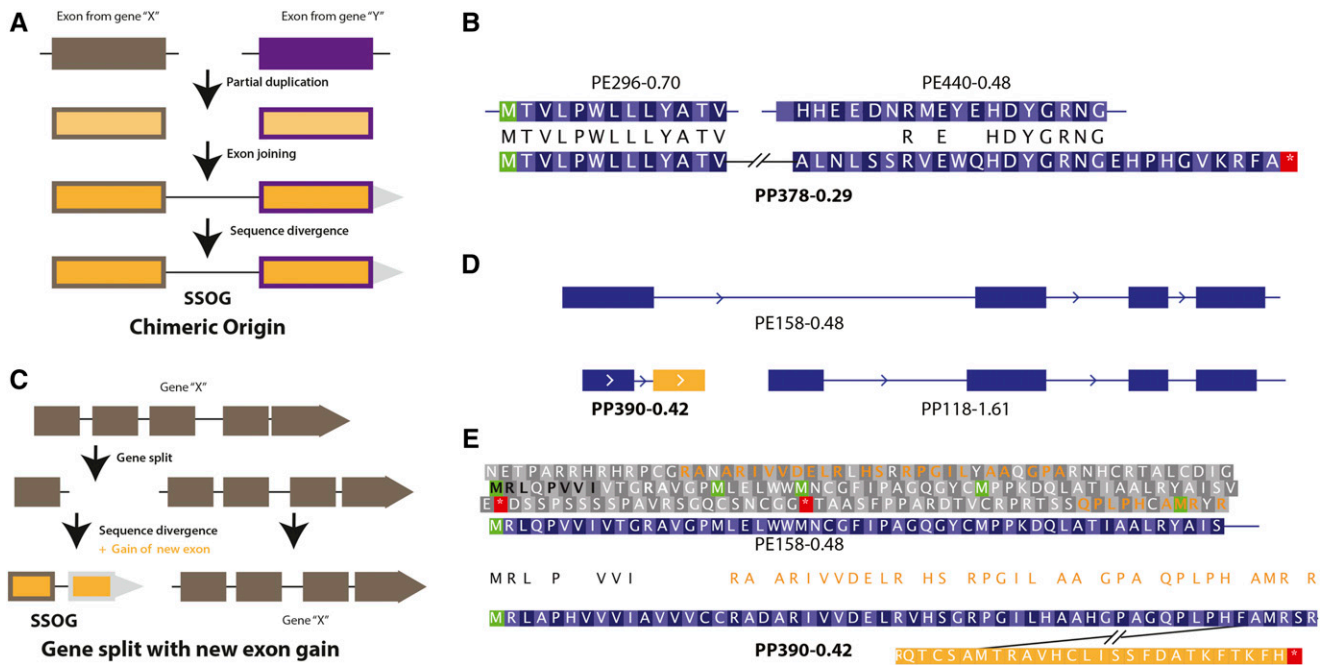 A
Exon from gene "X"
Exon from gene "Y"
Partial duplication
Exon joining
Sequence divergence
SSOG
Chimeric Origin
B
PE296-0.70
PE440-0.48
MTVLPWLLLYATV
HHEEDNRMEYEHDYGRNG
MTVLPWLLLYATV
R E HDYGRNG
MTVLPWLLLYATV
ALNLSSRVEWQHDYGRNGEHPHGVKRFA*
PP378-0.29
C
Gene "X"
Gene split
Sequence divergence
+ Gain of new exon
SSOG
Gene "X"
Gene split with new exon gain
D
PE158-0.48
PP390-0.42
PP118-1.61
E
NETPARRHRHRPCGRANARIVVDELRLHSRRPGILYAAQGPARNHCRTALCDIG
MRLQPVVIVTGRAVGPMLELWWMNCGFIPAGQGYCMPPKDQLATIAALRYAISV
E*DSSPSSSSPAVRSGQCSNCGG*TAASFPPARDTVCRPRTSSQPLPHCAMRYR
MRLQPVVIVTGRAVGPMLELWWMNCGFIPAGQGYCMPPKDQLATIAALRYAIS
PE158-0.48
MRL P VVI RA ARIVVDELR HS RPGIL AA GPA QPLPH AMR R
MRLAPHVVVIAVVVCCRADARIVVDELRVHSGRPGILHAAHGPAGQPLPHFAMRSR
PP390-0.42
RQTCSAMTRAVHCLISSFDATKFTKFH*